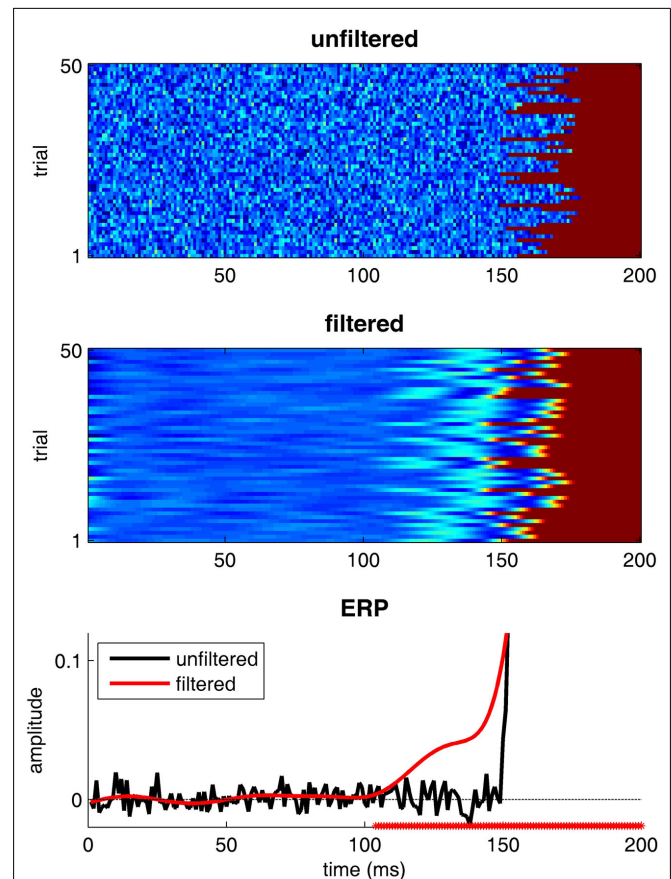 unfiltered
50
trial
1
50 100 150 200
filtered
50
trial
1
50 100 150 200
ERP
0.1
unfiltered
filtered
amplitude
0
0 50 100 150 200
time (ms)